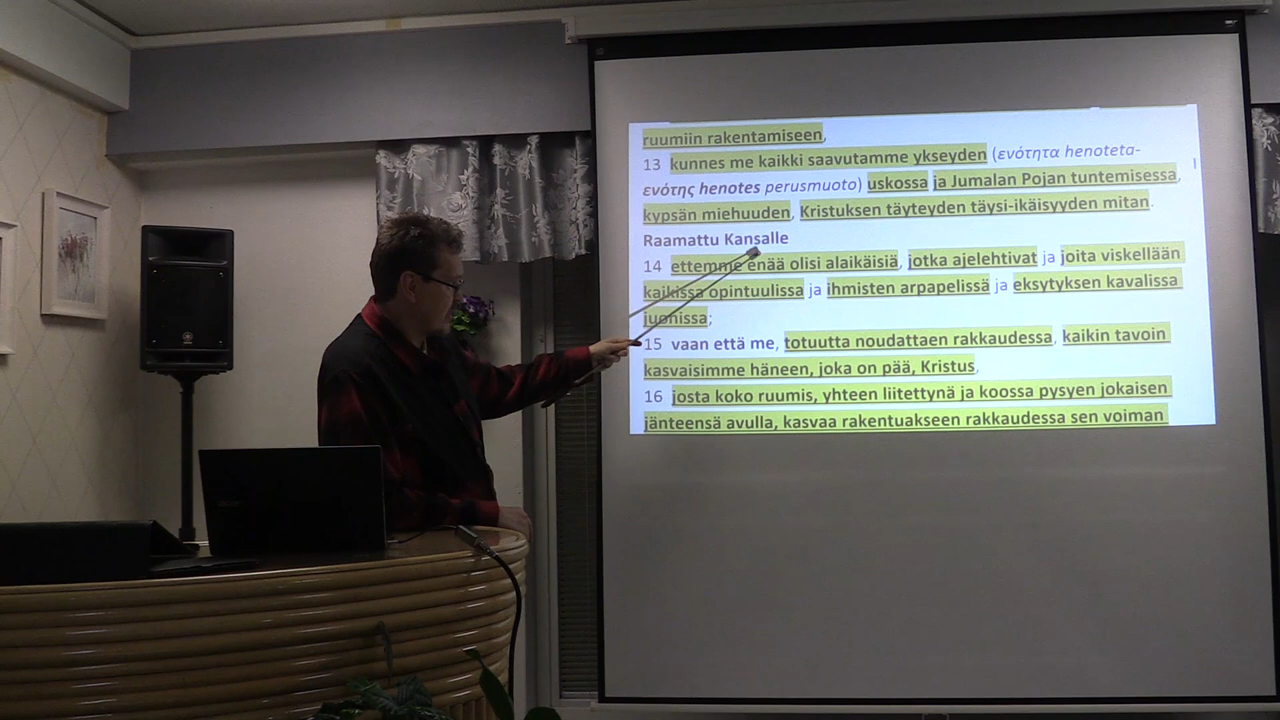 ruumiin rakentamiseen,
13 kunnes me kaikki saavutamme ykseyden (ενότητα henoteta-
ενότης henotes perusmuoto) uskossa ja Jumalan Pojan tuntemisessa,
kypsän miehuuden, Kristuksen täyteyden täysi-ikäisyyden mitan.
Raamattu Kansalle
14 ettemme enää olisi alaikäisiä, jotka ajelehtivat ja joita viskellään
kaikissa opintuulissa ja ihmisten arpapelissä ja eksytyksen kavalissa
juonissa;
15 vaan että me, totuutta noudattaen rakkaudessa, kaikin tavoin
kasvaisimme häneen, joka on pää, Kristus,
16 josta koko ruumis, yhteen liitettynä ja koossa pysyen jokaisen
jänteensä avulla, kasvaa rakentuakseen rakkaudessa sen voiman
acer